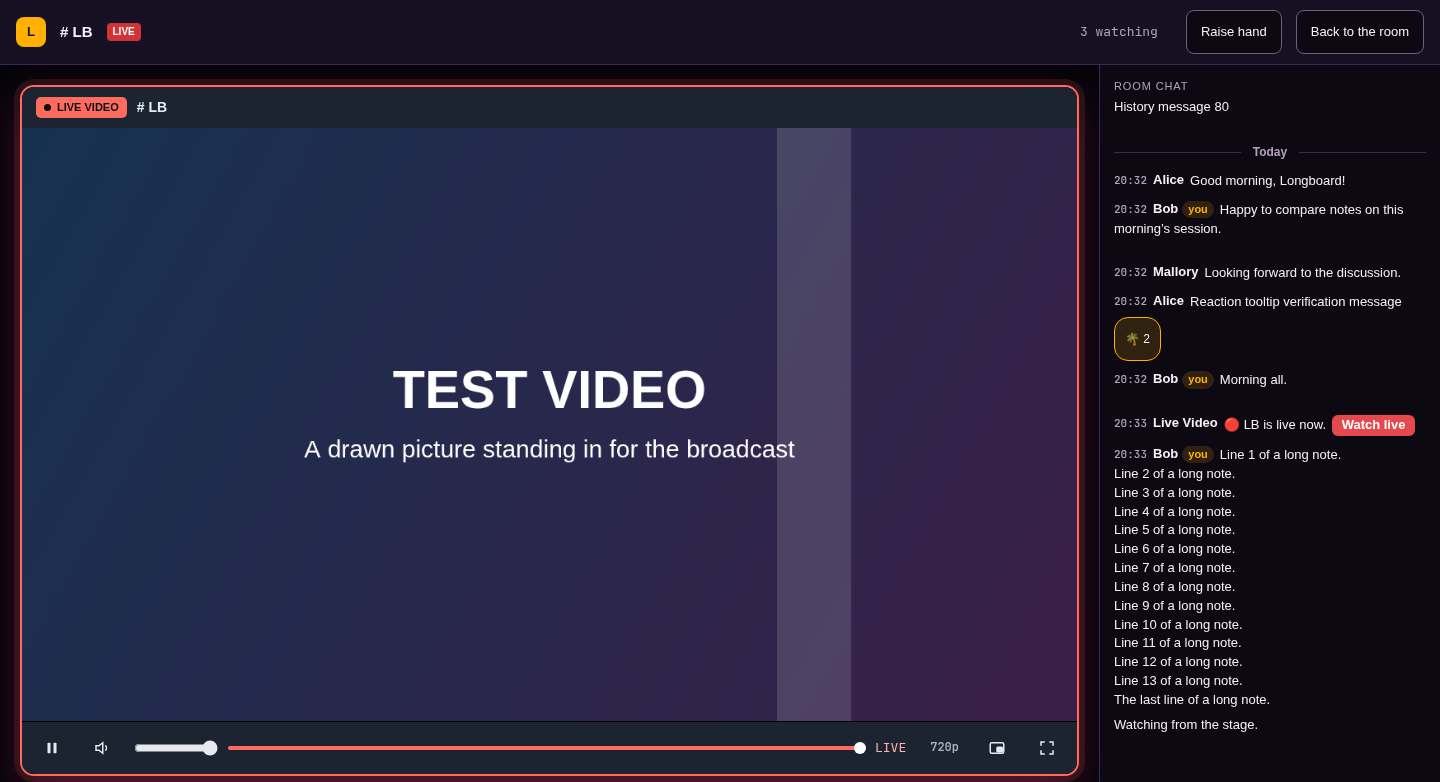 L # LB LIVE 3 watching Raise hand Back to the room
LIVE VIDEO # LB
TEST VIDEO
A drawn picture standing in for the broadcast
LIVE 720p
ROOM CHAT
History message 80
Today
20:32 Alice Good morning, Longboard!
20:32 Bob you Happy to compare notes on this
morning's session.
20:32 Mallory Looking forward to the discussion.
20:32 Alice Reaction tooltip verification message
🌴 2
20:32 Bob you Morning all.
20:33 Live Video 🔴 LB is live now. Watch live
20:33 Bob you Line 1 of a long note.
Line 2 of a long note.
Line 3 of a long note.
Line 4 of a long note.
Line 5 of a long note.
Line 6 of a long note.
Line 7 of a long note.
Line 8 of a long note.
Line 9 of a long note.
Line 10 of a long note.
Line 11 of a long note.
Line 12 of a long note.
Line 13 of a long note.
The last line of a long note.
Watching from the stage.